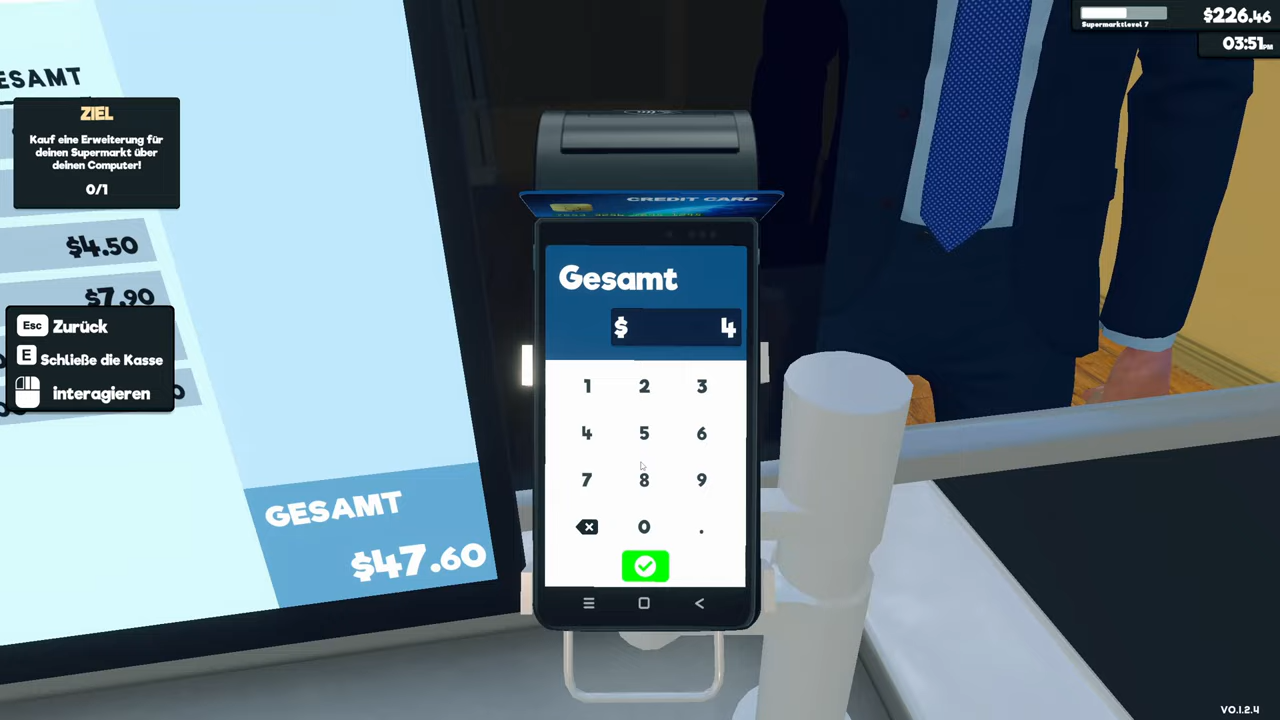 $226.46
Supermarktlevel 7
03:51PM
ESAMT
ZIEL
Kauf eine Erweiterung für
deinen Supermarkt über
deinen Computer!
0/1
$4.50
$7.90
Esc Zurück
E Schließe die Kasse
interagieren
GESAMT
$47.60
CREDIT CARD
Gesamt
$ 4
1 2 3
4 5 6
7 8 9
0 .
V0.1.2.4